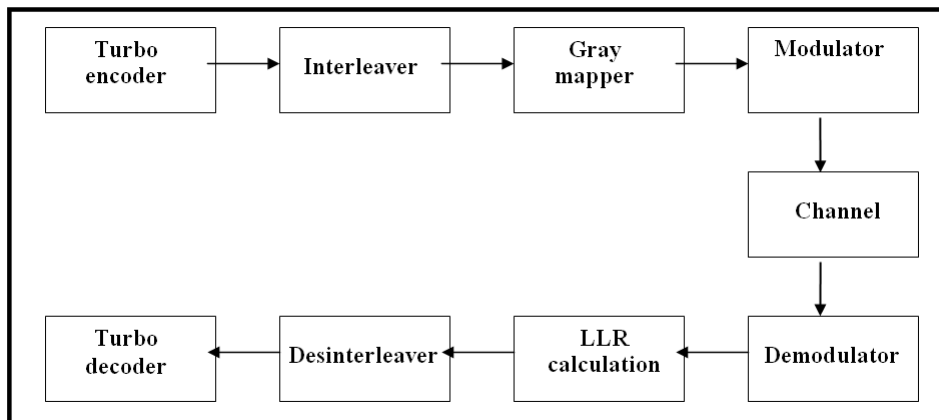 Turbo
encoder
Interleaver
Gray
mapper
Modulator
Channel
Turbo
decoder
Desinterleaver
LLR
calculation
Demodulator